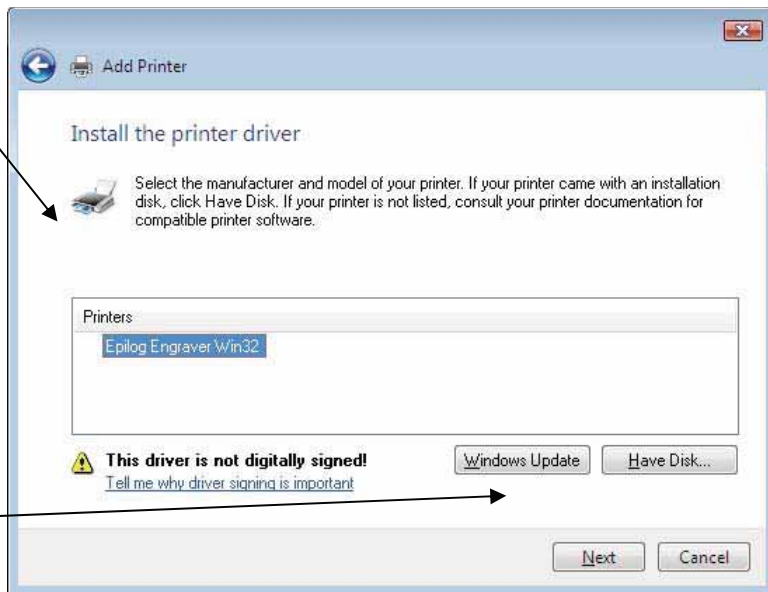 Add Printer
Install the printer driver
Select the manufacturer and model of your printer. If your printer came with an installation
disk, click Have Disk. If your printer is not listed, consult your printer documentation for
compatible printer software.
Printers
Epilog Engraver Win32
This driver is not digitally signed!
Tell me why driver signing is important
Windows Update
Have Disk...
Next
Cancel